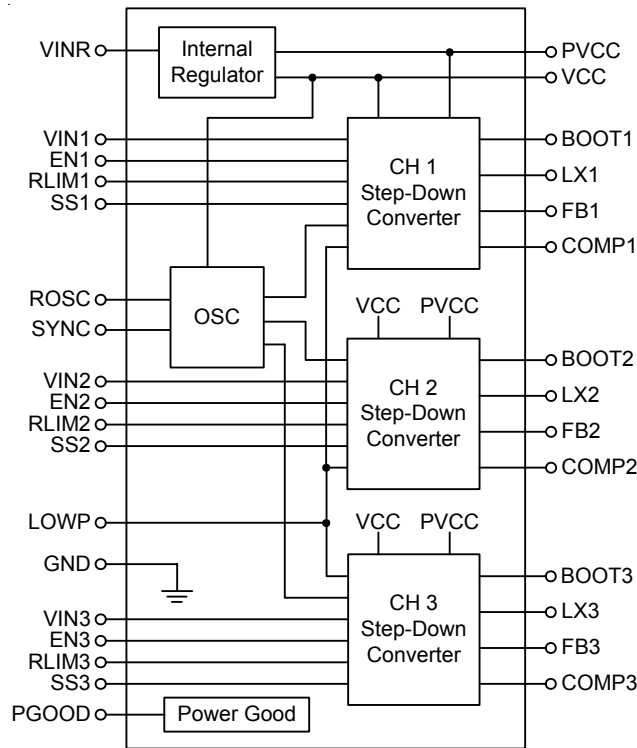 VINR
Internal
Regulator
PVCC
VCC
VIN1
EN1
RLIM1
SS1
CH 1
Step-Down
Converter
BOOT1
LX1
FB1
COMP1
ROSC
SYNC
OSC
VCC PVCC
VIN2
EN2
RLIM2
SS2
CH 2
Step-Down
Converter
BOOT2
LX2
FB2
COMP2
LOWP
GND
VCC PVCC
VIN3
EN3
RLIM3
SS3
CH 3
Step-Down
Converter
BOOT3
LX3
FB3
COMP3
PGOOD
Power Good